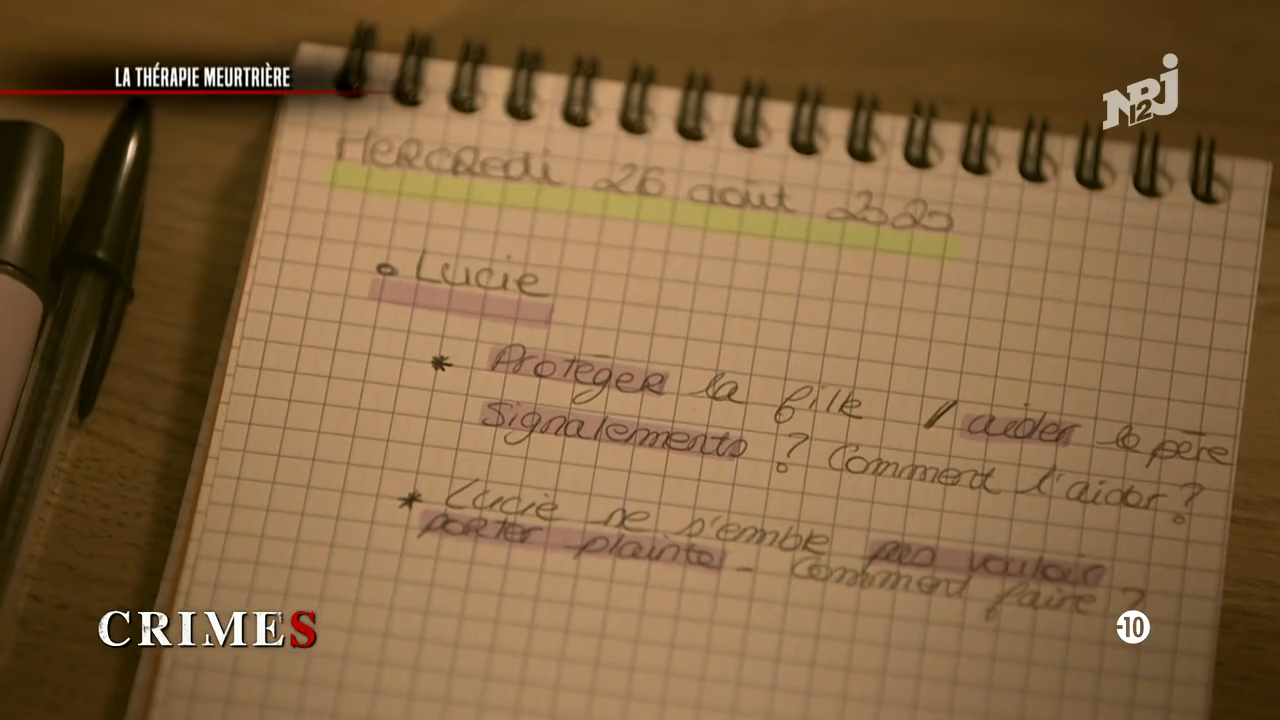 LA THÉRAPIE MEURTRIÈRE
NRJ12
Mercredi 26 août 2020
Lucie
* Protéger la fille / aider le père
signalements ? Comment l'aider ?
* Lucie ne s'emble pas vouloir
porter plainte - Comment faire ?
CRIMES
-10